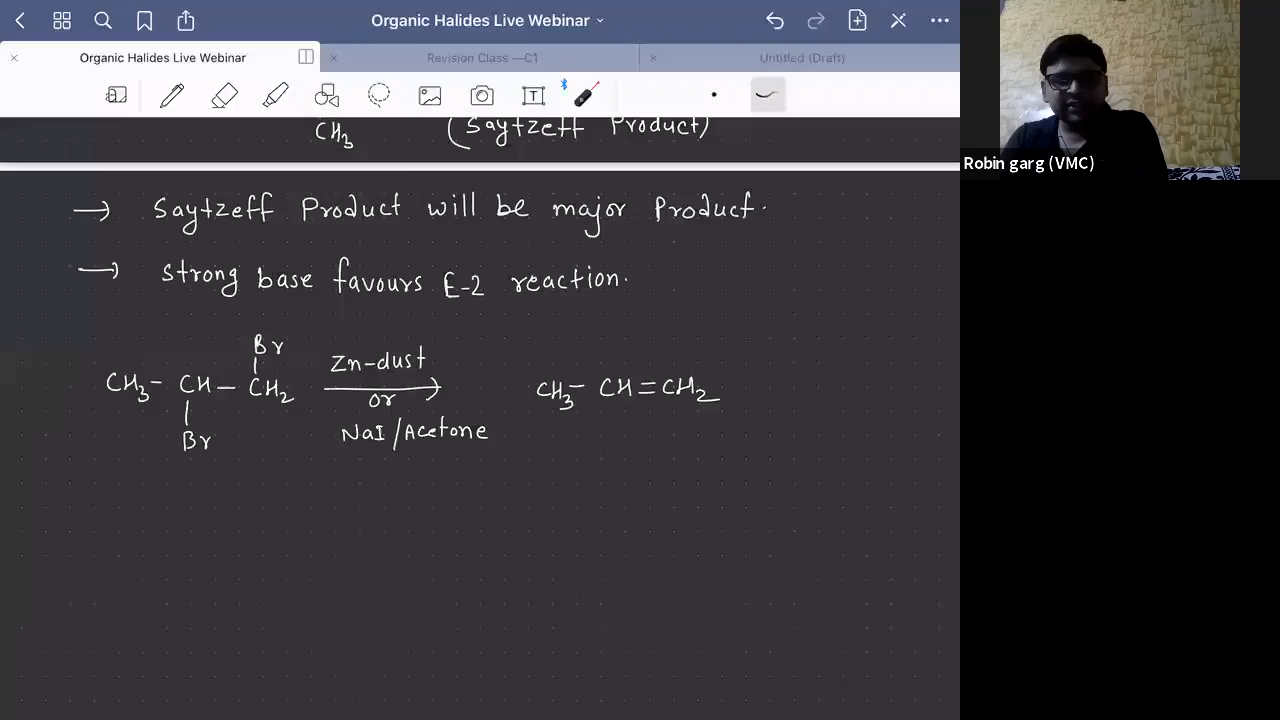 Organic Halides Live Webinar
Organic Halides Live Webinar
Revision Class —C1
Untitled (Draft)
T
CH3 (Saytzeff Product)
Robin garg (VMC)
→ Saytzeff Product will be major Product.
→ Strong base favours E-2 reaction.
Br
CH3 – CH – CH2 Zn-dust CH3 – CH = CH2
or
Br NaI/Acetone